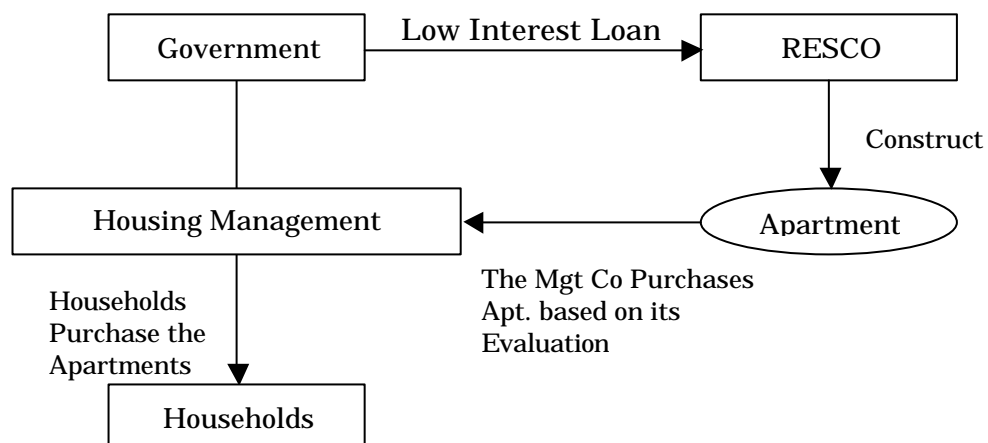 Government
Low Interest Loan
RESCO
Construct
Housing Management
Apartment
The Mgt Co Purchases
Apt. based on its
Evaluation
Households
Purchase the
Apartments
Households